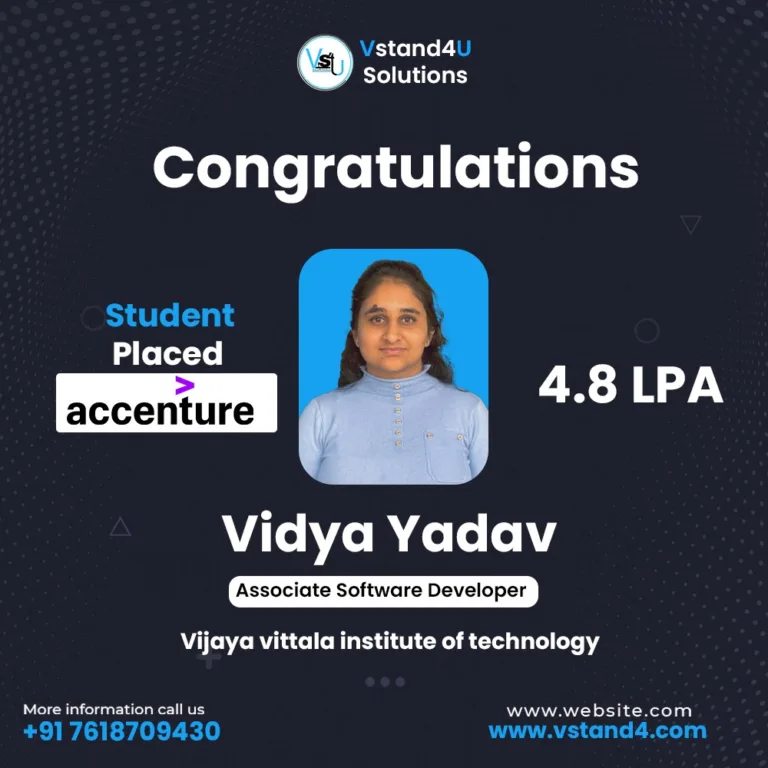 Vstand4U
Solutions
Congratulations
Student
Placed
accenture
4.8 LPA
Vidya Yadav
Associate Software Developer
Vijaya vittala institute of technology
More information call us
+91 7618709430
www.website.com
www.vstand4.com